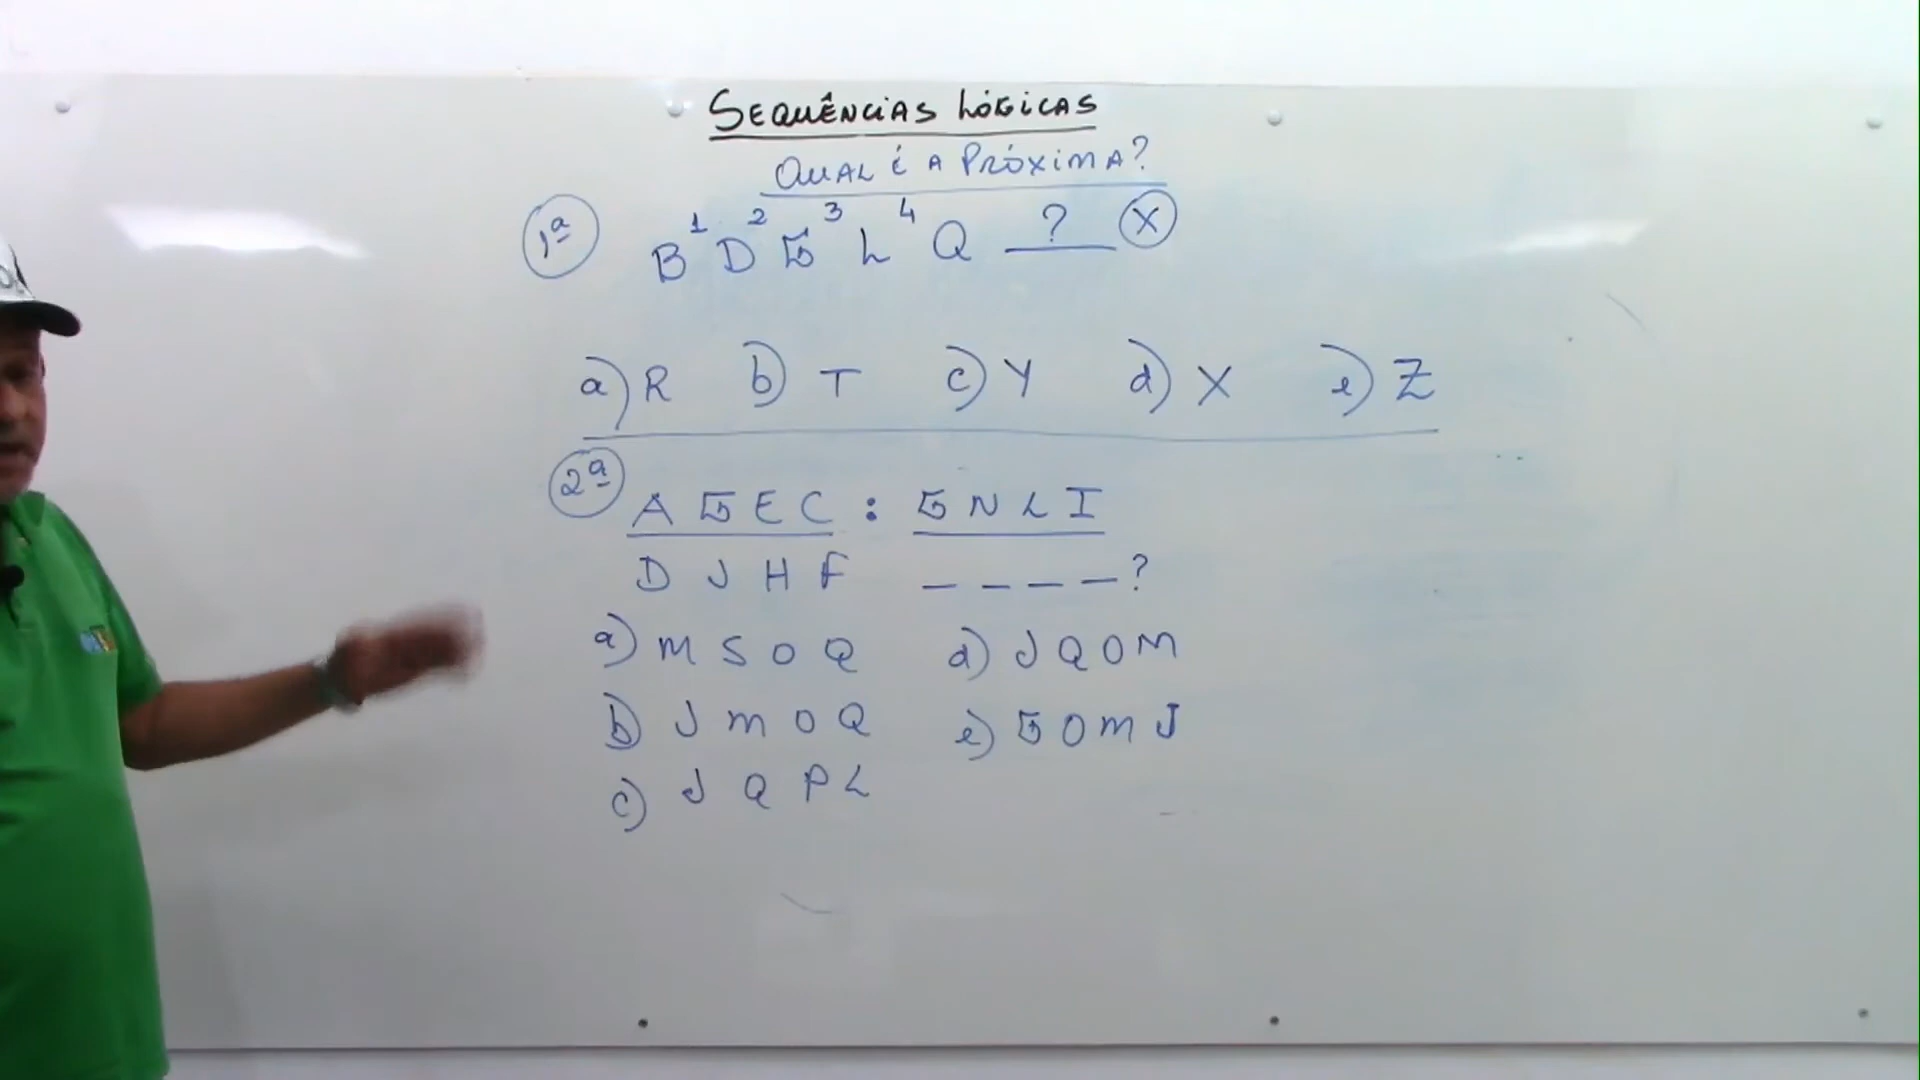 SEQUÊNCIAS LÓGICAS
QUAL É A PRÓXIMA?
1ª B 1 D 2 G 3 L 4 Q ? X
a) R b) T c) Y d) X e) Z
2ª A G E C : G N L I
D J H F _ _ _ _ ?
a) M S O Q d) J Q O M
b) J M O Q e) G O M J
c) J Q P L